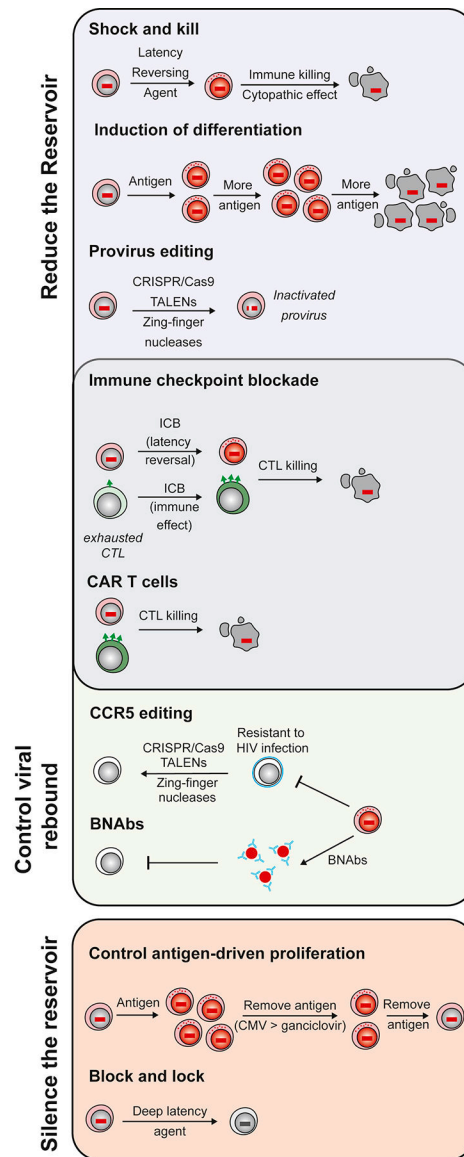 Reduce the Reservoir
Shock and kill
Latency
Reversing
Agent
Immune killing
Cytopathic effect
Induction of differentiation
Antigen
More
antigen
More
antigen
Provirus editing
CRISPR/Cas9
TALENs
Zing-finger
nucleases
Inactivated
provirus
Immune checkpoint blockade
ICB
(latency
reversal)
ICB
(immune
effect)
CTL killing
exhausted
CTL
CAR T cells
CTL killing
Control viral
rebound
CCR5 editing
CRISPR/Cas9
TALENs
Zing-finger
nucleases
Resistant to
HIV infection
BNAbs
BNAbs
Silence the reservoir
Control antigen-driven proliferation
Antigen
Remove antigen
(CMV > ganciclovir)
Remove
antigen
Block and lock
Deep latency
agent